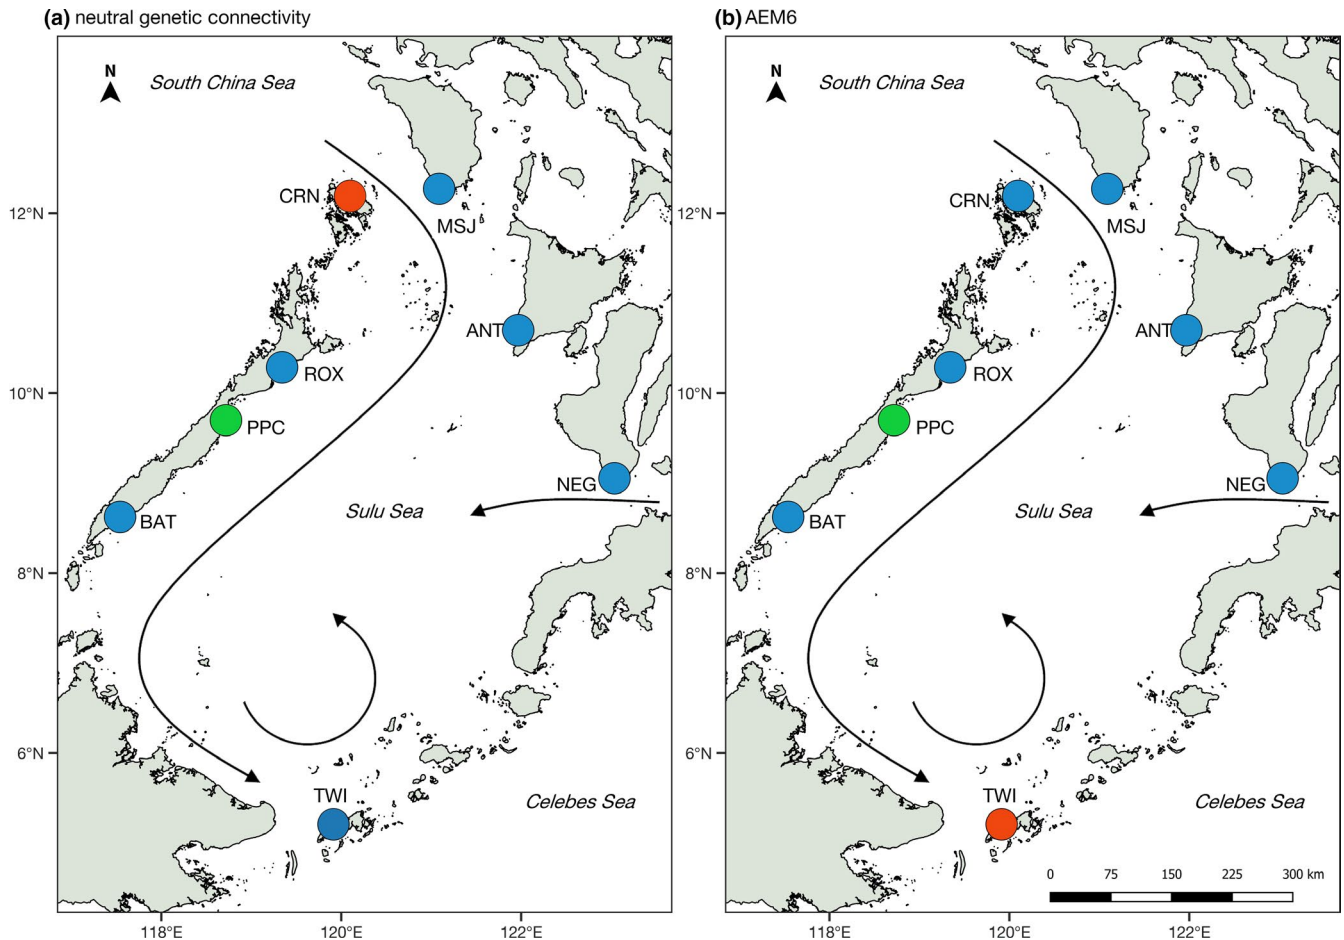 (a) neutral genetic connectivity
N
South China Sea
CRN
MSJ
12°N
ANT
ROX
10°N
PPC
NEG
Sulu Sea
BAT
8°N
6°N
TWI
Celebes Sea
118°E
120°E
122°E
(b) AEM6
N
South China Sea
CRN
MSJ
12°N
ANT
ROX
10°N
PPC
NEG
Sulu Sea
BAT
8°N
6°N
TWI
Celebes Sea
0 75 150 225 300 km
118°E
120°E
122°E